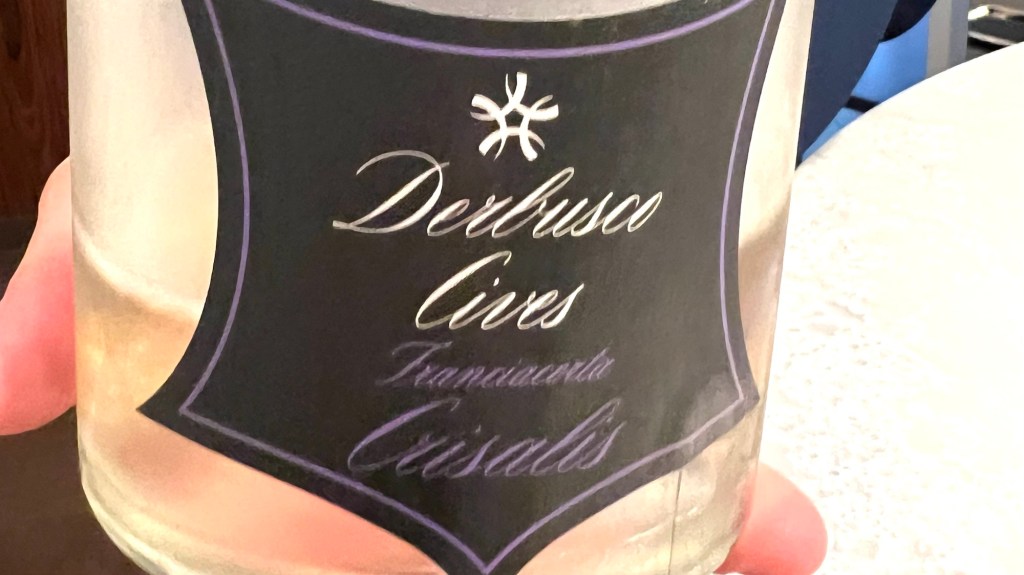 Derbusco
Cives
Franciacorta
Crisalis